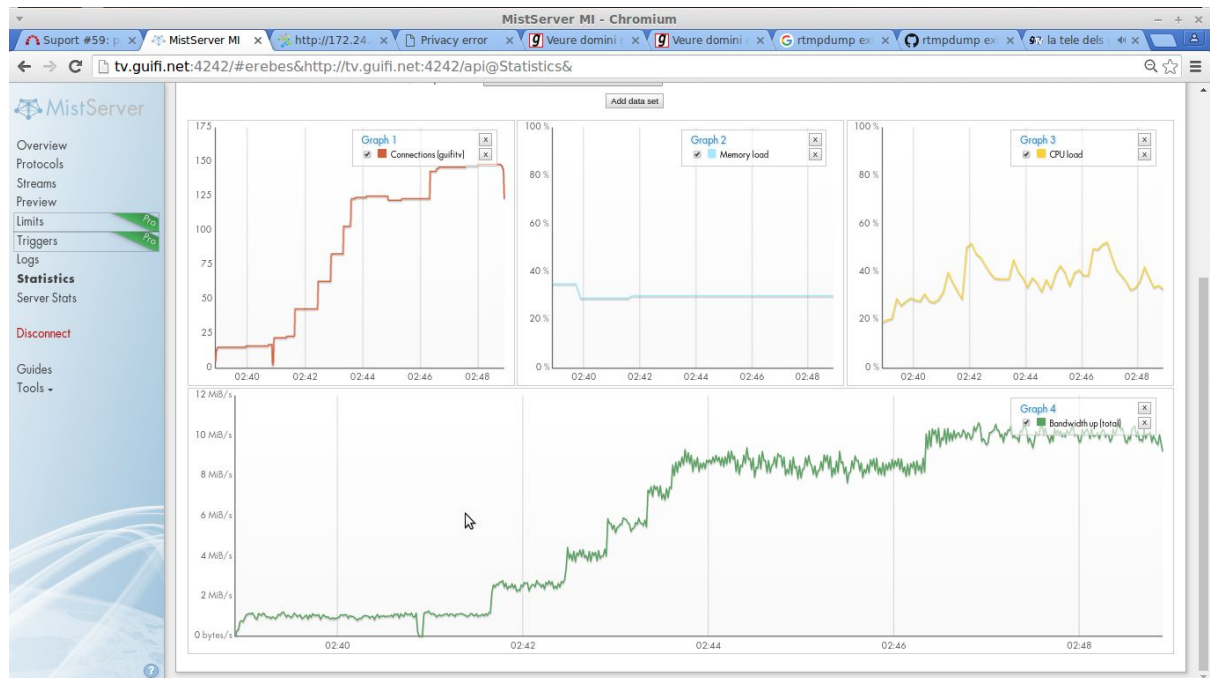 MistServer MI - Chromium
Suport #59: p
MistServer MI
http://172.24.
Privacy error
Veure domini
Veure domini
rtmpdump ex
rtmpdump ex
la tele dels
tv.guifi.net:4242/#erebes&http://tv.guifi.net:4242/api@Statistics&
MistServer
Overview
Protocols
Streams
Preview
Limits Pro
Triggers Pro
Logs
Statistics
Server Stats
Disconnect
Guides
Tools
Add data set
175
150
125
100
75
50
25
0
02:40 02:42 02:44 02:46 02:48
Graph 1 X
Connections (guifitv) X
100 %
80 %
60 %
40 %
20 %
0 %
02:40 02:42 02:44 02:46 02:48
Graph 2 X
Memory load X
100 %
80 %
60 %
40 %
20 %
0 %
02:40 02:42 02:44 02:46 02:48
Graph 3 X
CPU load X
12 MiB/s
10 MiB/s
8 MiB/s
6 MiB/s
4 MiB/s
2 MiB/s
0 bytes/s
02:40 02:42 02:44 02:46 02:48
Graph 4 X
Bandwidth up (total) X
?